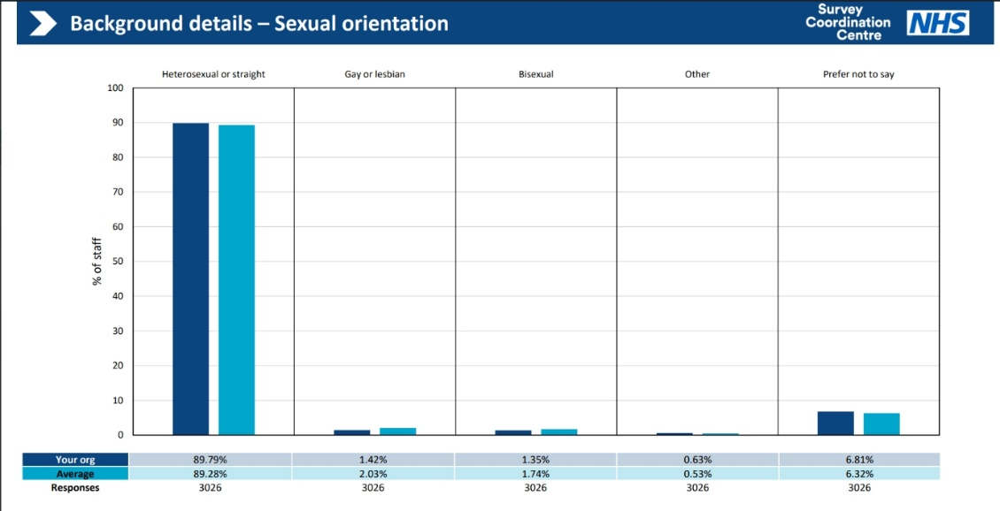 Background details – Sexual orientation
Survey
Coordination
Centre
NHS
Heterosexual or straight Gay or lesbian Bisexual Other Prefer not to say
100
90
80
70
60
50
40
30
20
10
0
% of staff
Your org 89.79% 1.42% 1.35% 0.63% 6.81%
Average 89.28% 2.03% 1.74% 0.53% 6.32%
Responses 3026 3026 3026 3026 3026